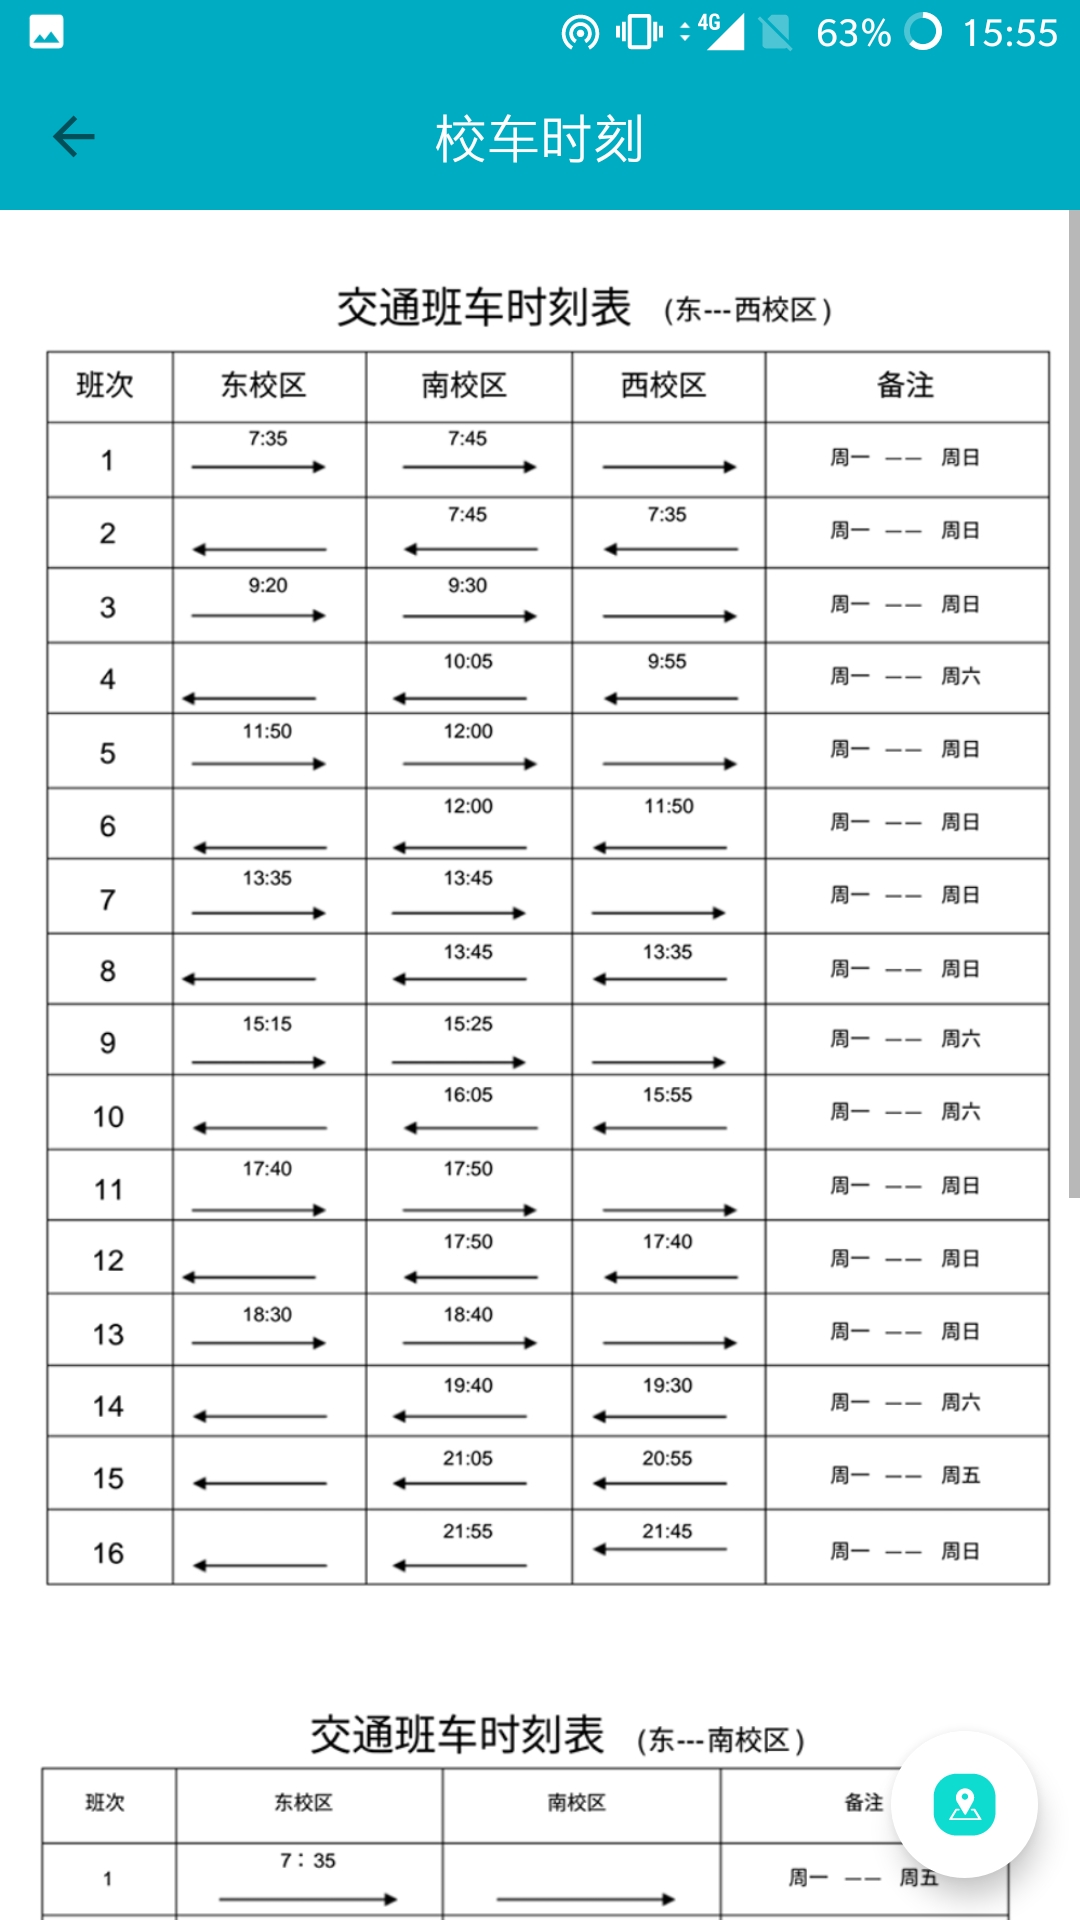 4G 63% 15:55
校车时刻
交通班车时刻表 (东---西校区)
班次 东校区 南校区 西校区 备注
1 7:35 7:45 周一 —— 周日
2 7:45 7:35 周一 —— 周日
3 9:20 9:30 周一 —— 周日
4 10:05 9:55 周一 —— 周六
5 11:50 12:00 周一 —— 周日
6 12:00 11:50 周一 —— 周日
7 13:35 13:45 周一 —— 周日
8 13:45 13:35 周一 —— 周日
9 15:15 15:25 周一 —— 周六
10 16:05 15:55 周一 —— 周六
11 17:40 17:50 周一 —— 周日
12 17:50 17:40 周一 —— 周日
13 18:30 18:40 周一 —— 周日
14 19:40 19:30 周一 —— 周六
15 21:05 20:55 周一 —— 周五
16 21:55 21:45 周一 —— 周日
交通班车时刻表 (东---南校区)
班次 东校区 南校区 备注
1 7：35 周一 —— 周五